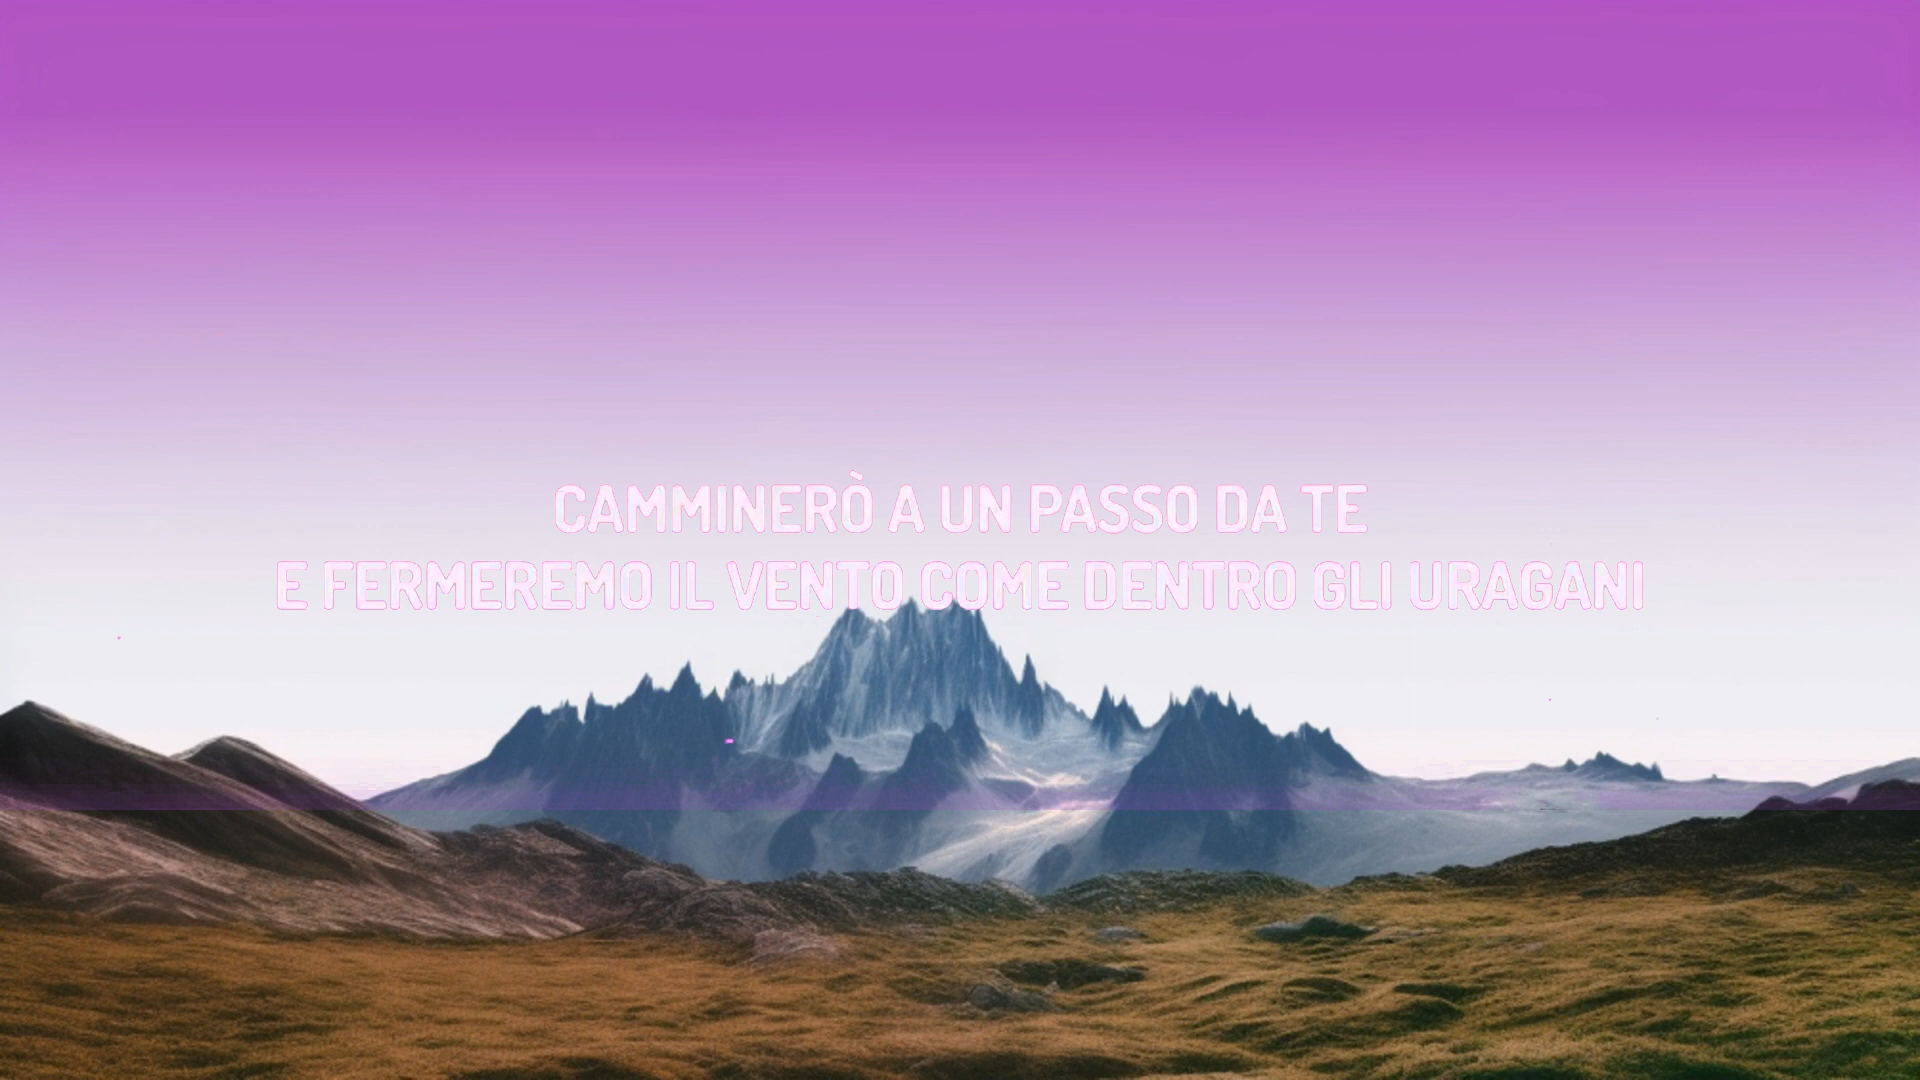 CAMMINERÒ A UN PASSO DA TE
E FERMEREMO IL VENTO COME DENTRO GLI URAGANI